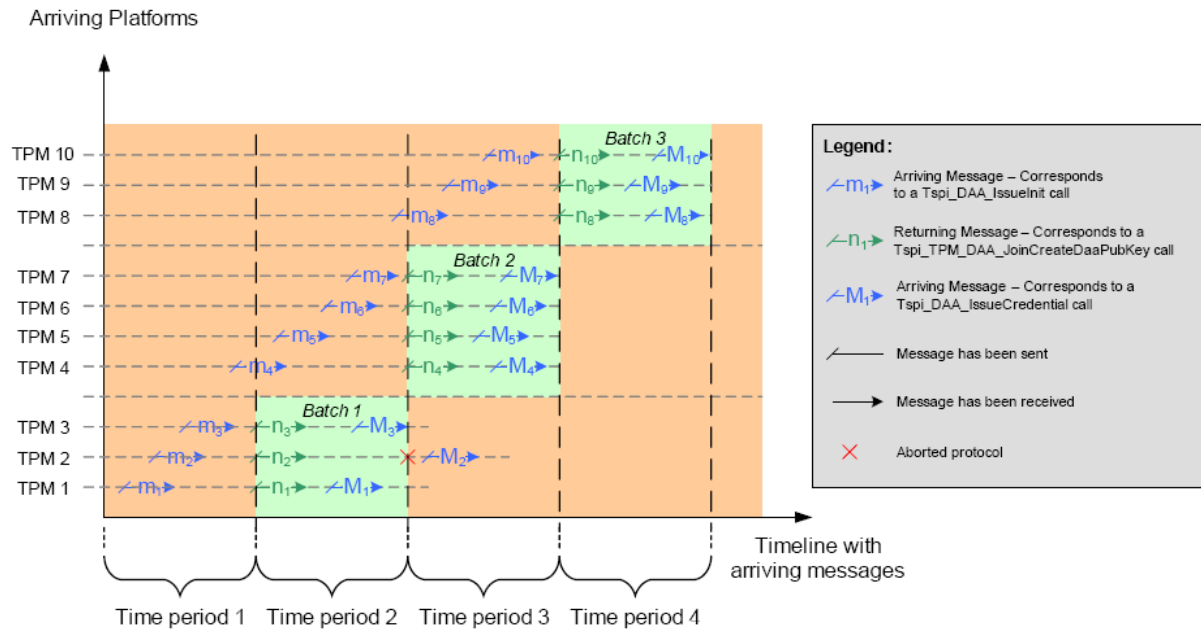 Arriving Platforms
Batch 3
TPM 10 m10 n10 M10
TPM 9 m9 n9 M9
TPM 8 m8 n8 M8
Batch 2
TPM 7 m7 n7 M7
TPM 6 m6 n6 M6
TPM 5 m5 n5 M5
TPM 4 m4 n4 M4
Batch 1
TPM 3 m3 n3 M3
TPM 2 m2 n2 M2
TPM 1 m1 n1 M1
Timeline with
arriving messages
Time period 1 Time period 2 Time period 3 Time period 4
Legend:
m1 Arriving Message – Corresponds
to a Tspi_DAA_IssueInit call
n1 Returning Message – Corresponds to a
Tspi_TPM_DAA_JoinCreateDaaPubKey call
M1 Arriving Message – Corresponds to a
Tspi_DAA_IssueCredential call
Message has been sent
Message has been received
Aborted protocol